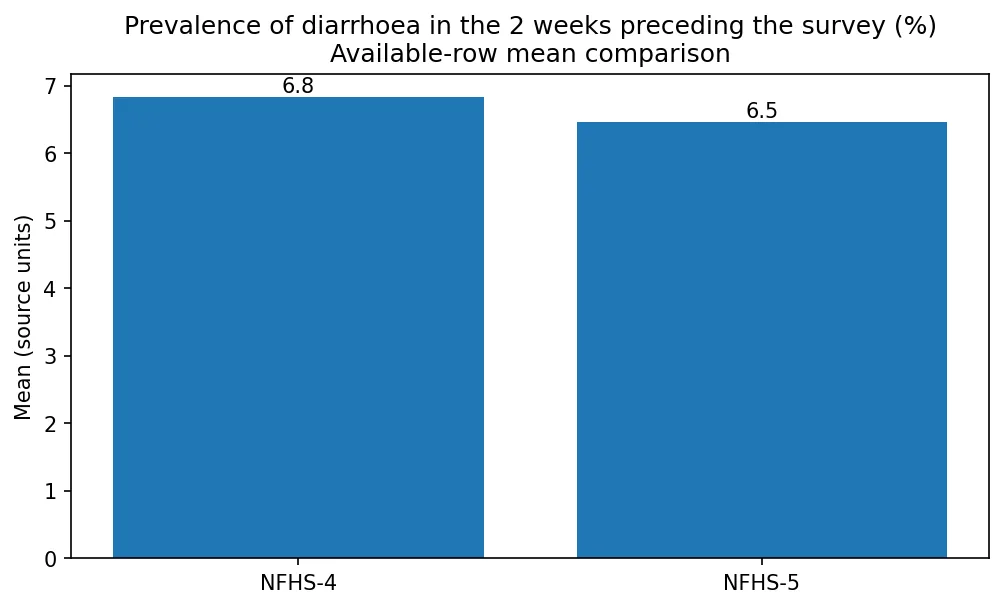 Prevalence of diarrhoea in the 2 weeks preceding the survey (%)
Available-row mean comparison
Mean (source units)
7
6
5
4
3
2
1
0
6.8
6.5
NFHS-4
NFHS-5